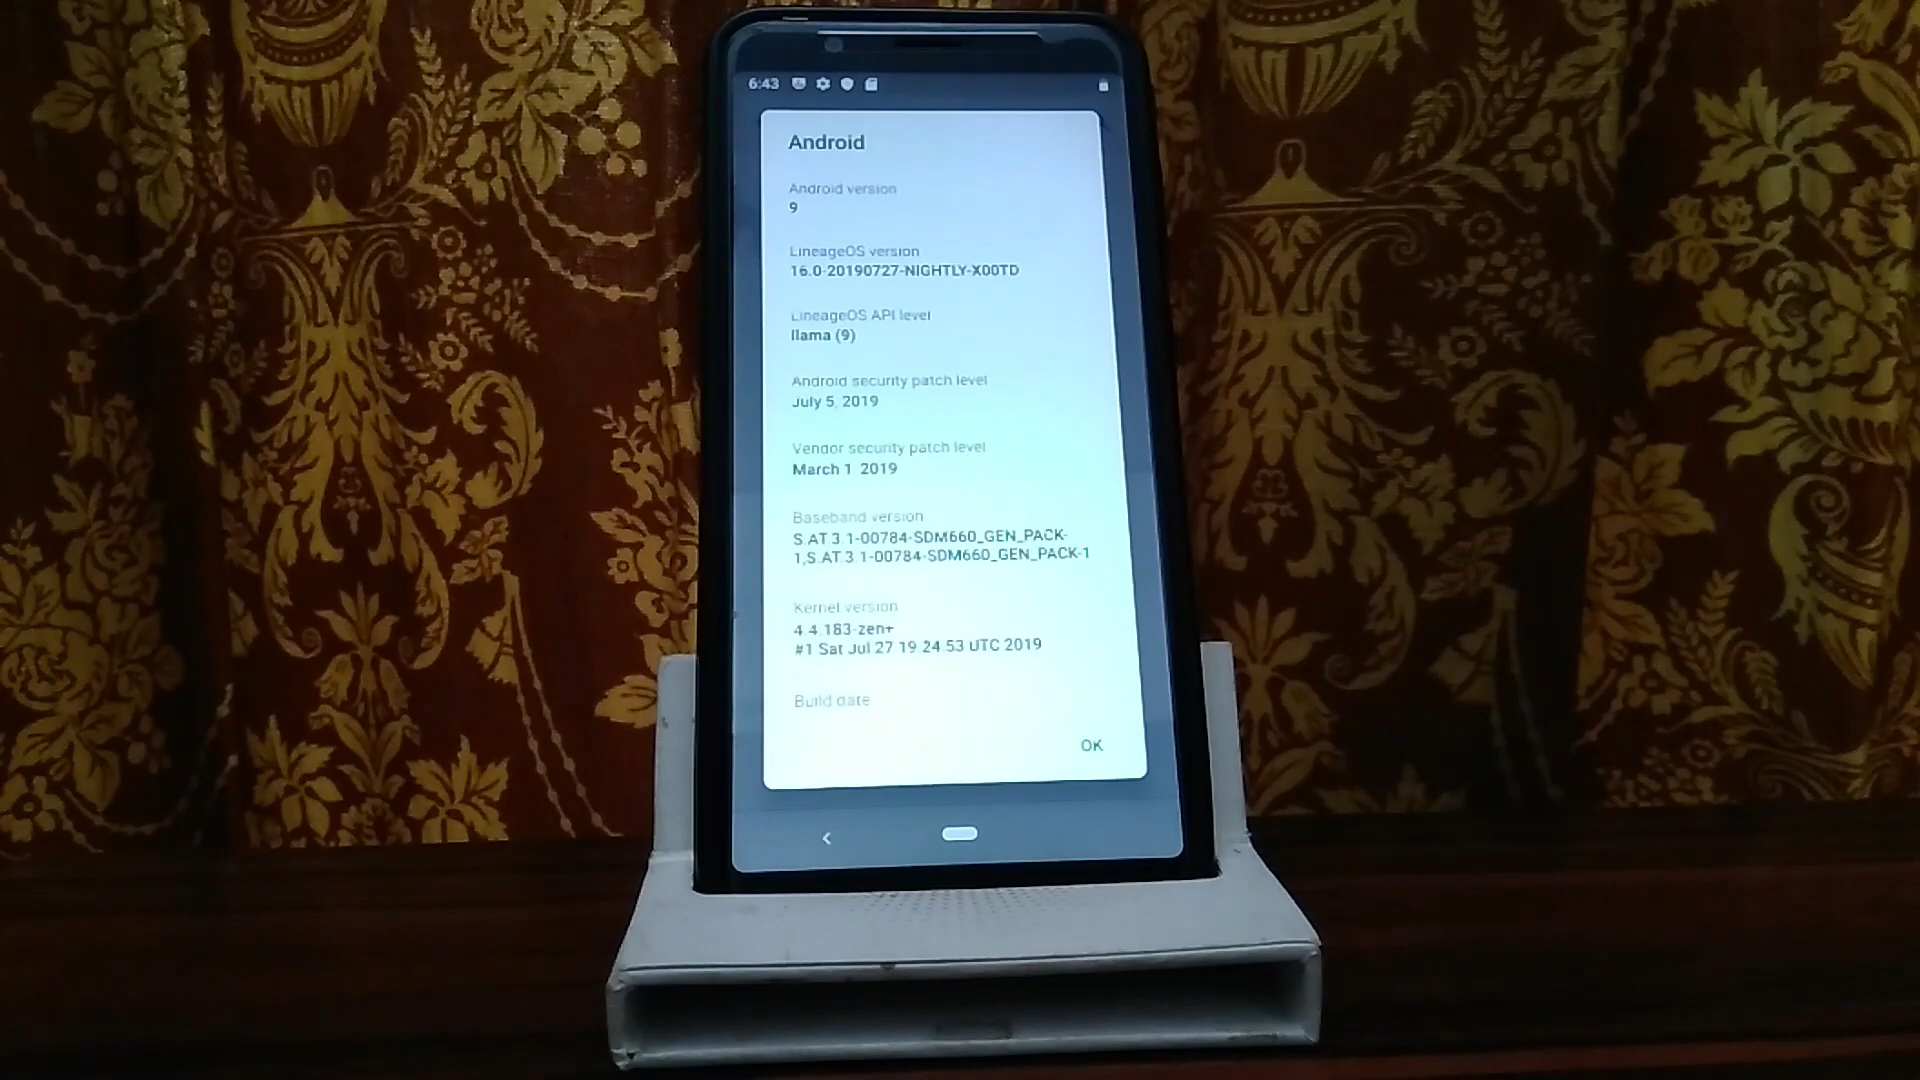 6:43
Android
Android version
9
LineageOS version
16.0-20190727-NIGHTLY-X00TD
LineageOS API level
llama (9)
Android security patch level
July 5, 2019
Vendor security patch level
March 1 2019
Baseband version
S.AT.3.1-00784-SDM660_GEN_PACK-
1,S.AT.3.1-00784-SDM660_GEN_PACK-1
Kernel version
4.4.183-zen+
#1 Sat Jul 27 19:24:53 UTC 2019
Build date
OK